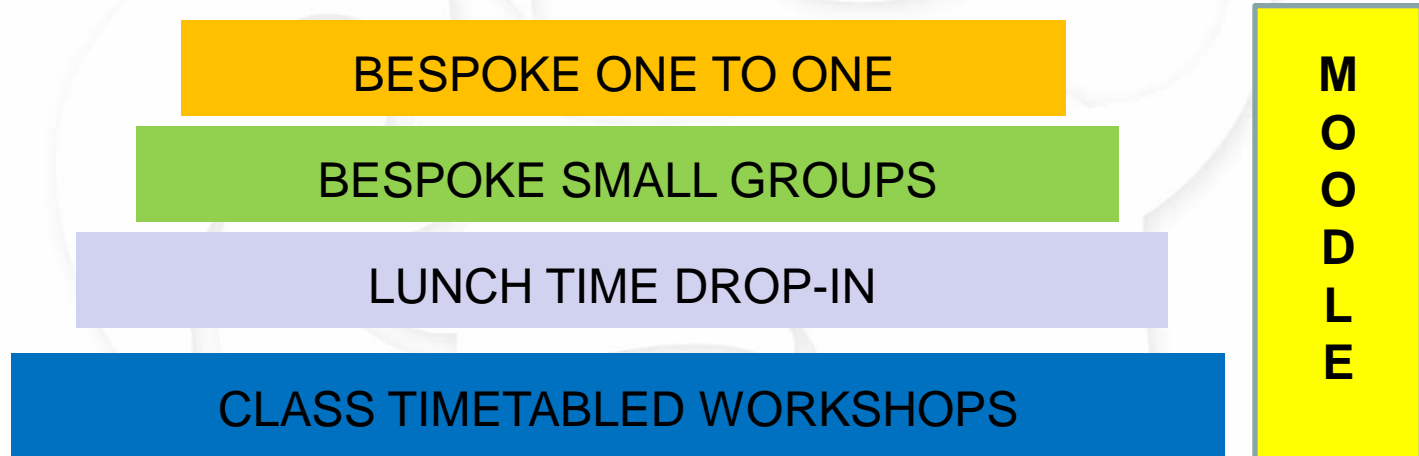 BESPOKE ONE TO ONE
BESPOKE SMALL GROUPS
LUNCH TIME DROP-IN
CLASS TIMETABLED WORKSHOPS
M
O
O
D
L
E